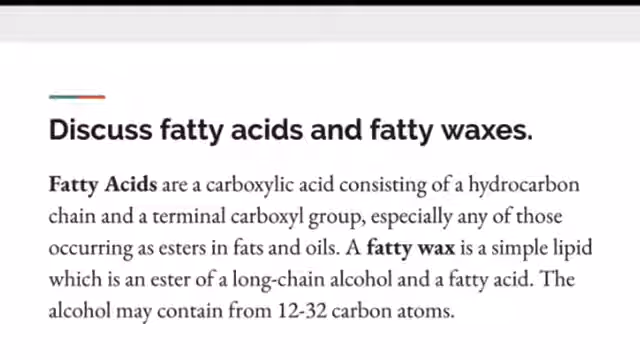 Discuss fatty acids and fatty waxes.
Fatty Acids are a carboxylic acid consisting of a hydrocarbon
chain and a terminal carboxyl group, especially any of those
occurring as esters in fats and oils. A fatty wax is a simple lipid
which is an ester of a long-chain alcohol and a fatty acid. The
alcohol may contain from 12-32 carbon atoms.